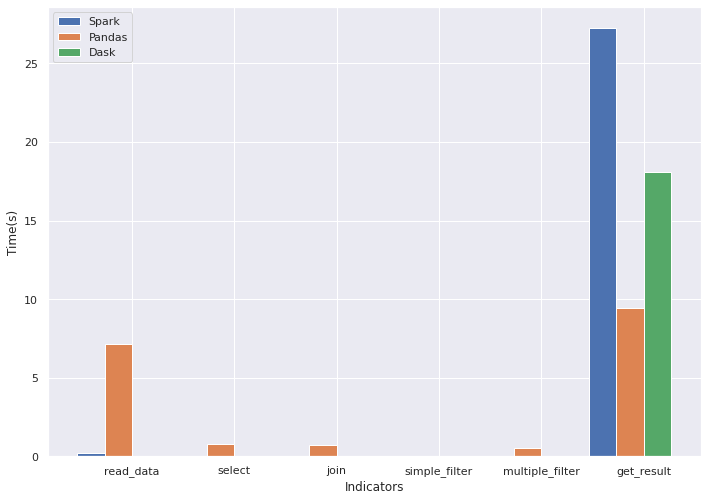 Spark
Pandas
Dask
25
20
15
10
5
0
Time(s)
read_data
select
join
simple_filter
multiple_filter
get_result
Indicators